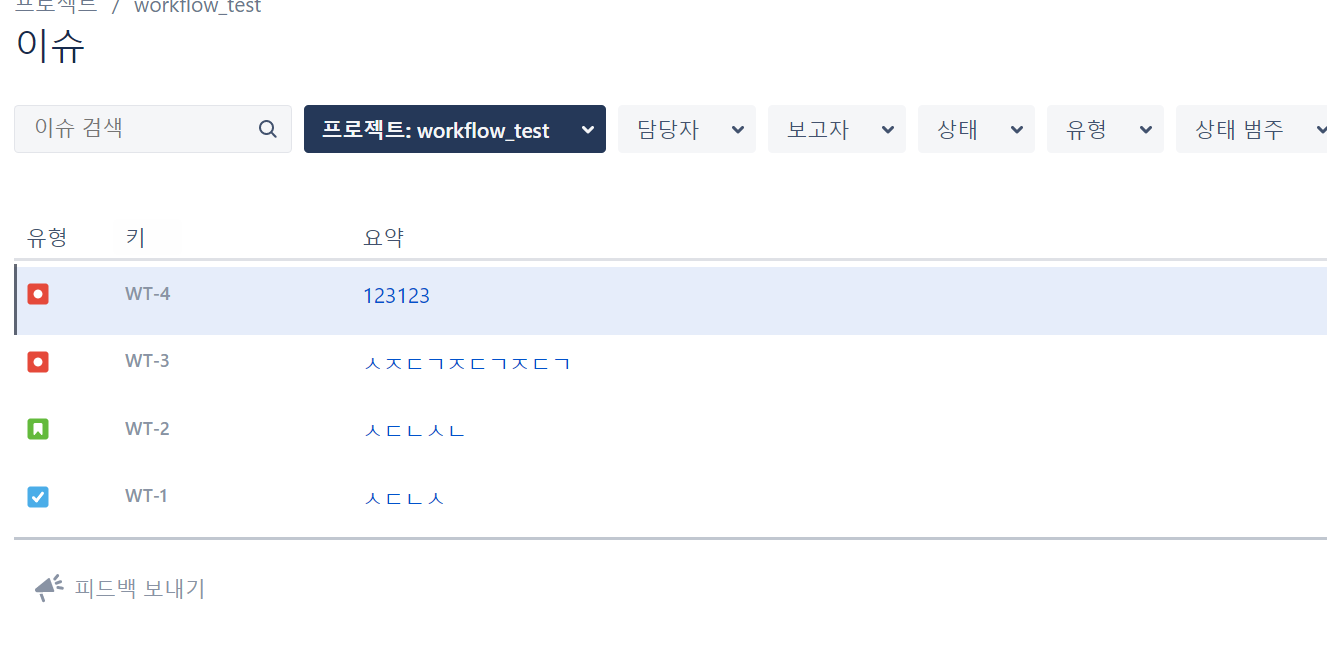 프로젝트 / workflow_test
이슈
이슈 검색 프로젝트: workflow_test 담당자 보고자 상태 유형 상태 범주
유형 키 요약
WT-4 123123
WT-3 ㅅㅈㄷㄱㅈㄷㄱㅈㄷㄱ
WT-2 ㅅㄷㄴㅅㄴ
WT-1 ㅅㄷㄴㅅ
피드백 보내기